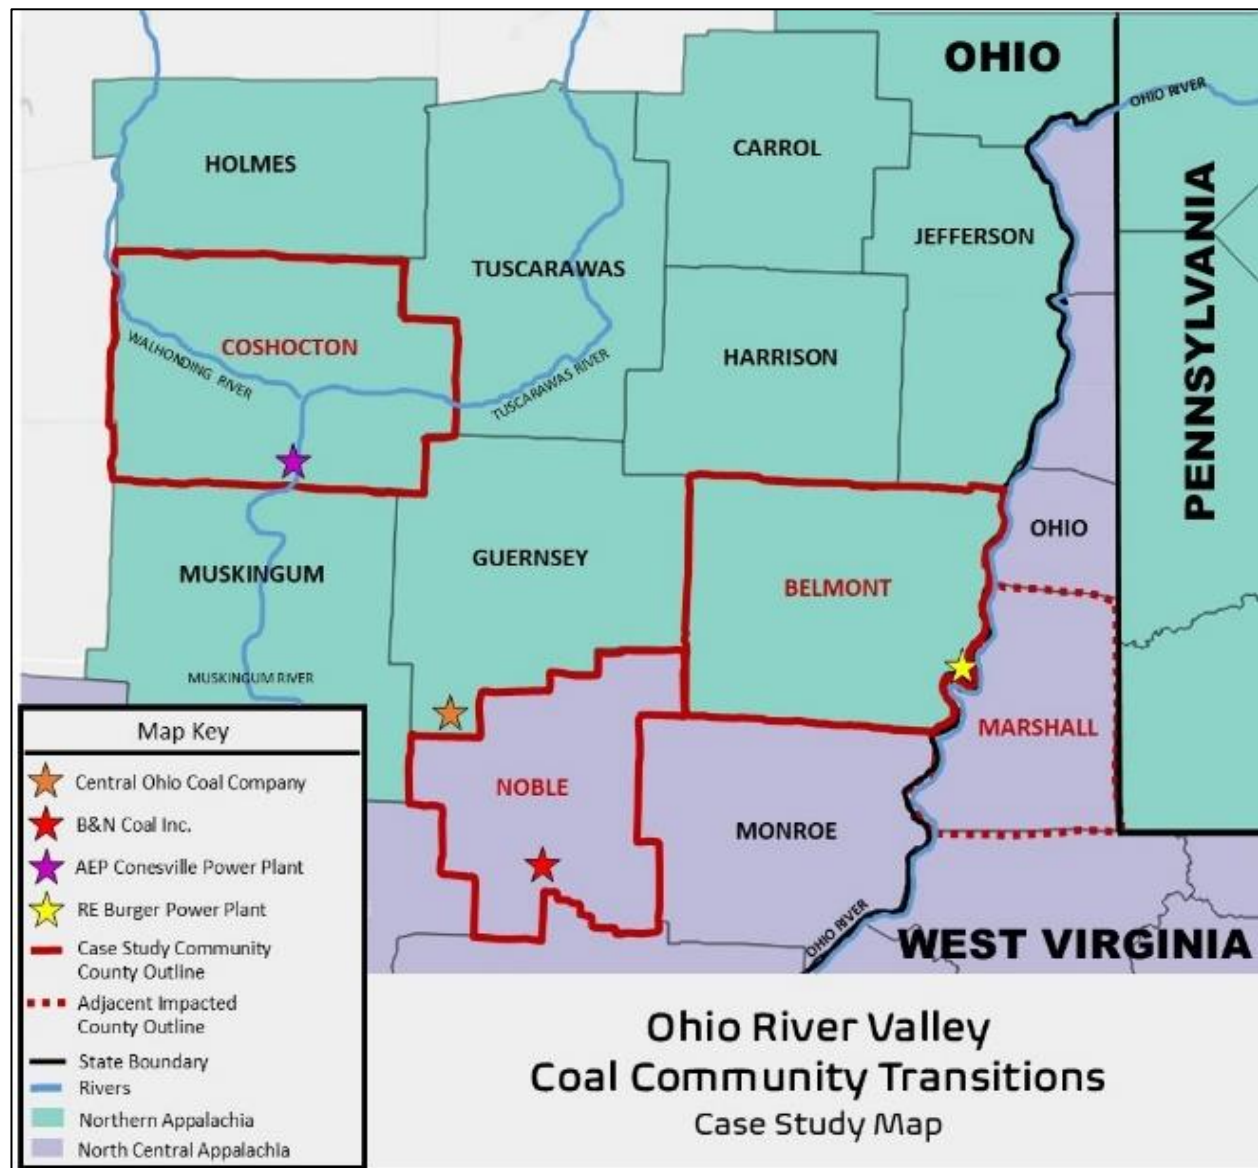 OHIO
OHIO RIVER
HOLMES
CARROL
PENNSYLVANIA
JEFFERSON
TUSCARAWAS
COSHOCTON
WALHONDING RIVER
HARRISON
TUSCARAWAS RIVER
OHIO
GUERNSEY
MUSKINGUM
BELMONT
MUSKINGUM RIVER
MARSHALL
NOBLE
MONROE
OHIO RIVER
WEST VIRGINIA
Map Key
Central Ohio Coal Company
B&N Coal Inc.
AEP Conesville Power Plant
RE Burger Power Plant
Case Study Community
County Outline
Adjacent Impacted
County Outline
State Boundary
Rivers
Northern Appalachia
North Central Appalachia
Ohio River Valley
Coal Community Transitions
Case Study Map